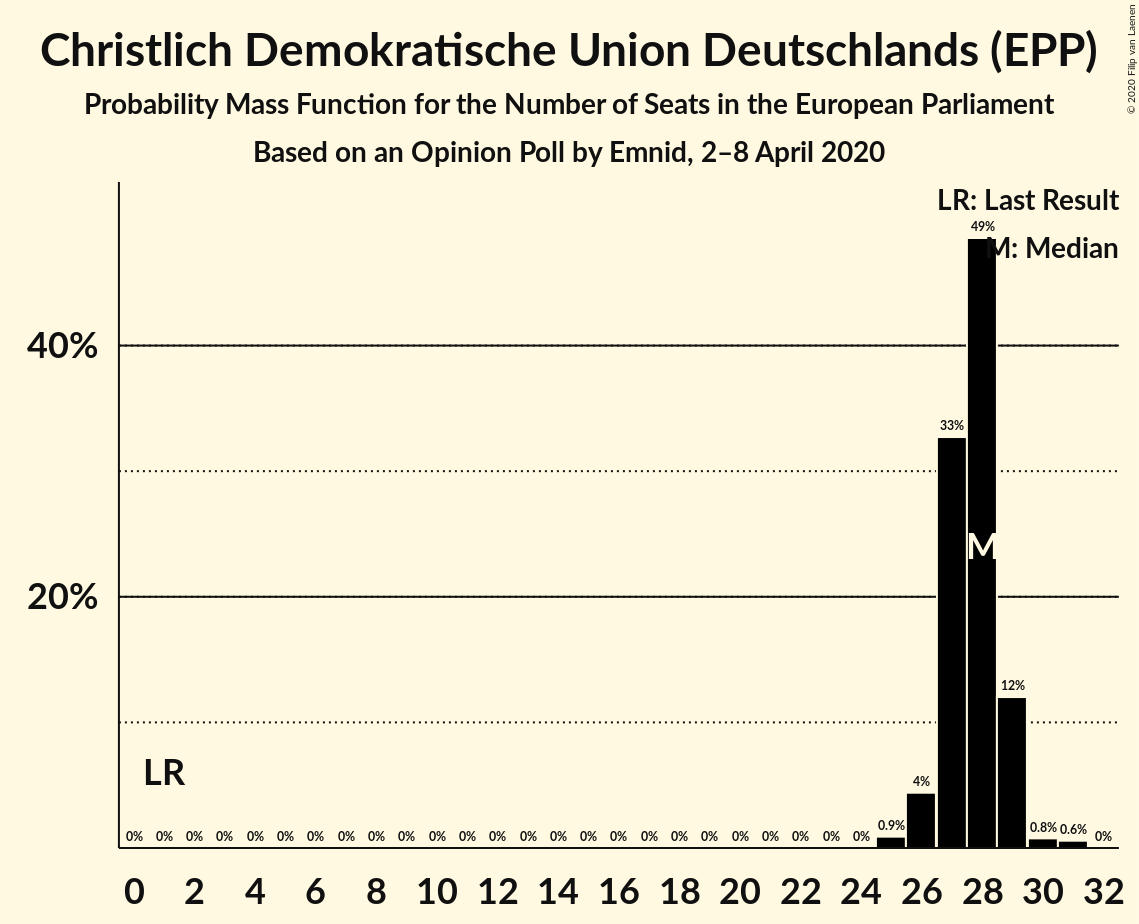 Christlich Demokratische Union Deutschlands (EPP)
Probability Mass Function for the Number of Seats in the European Parliament
Based on an Opinion Poll by Emnid, 2–8 April 2020
© 2020 Filip van Laenen
LR: Last Result
49%
M: Median
40%
33%
M
20%
12%
LR
4%
0% 0% 0% 0% 0% 0% 0% 0% 0% 0% 0% 0% 0% 0% 0% 0% 0% 0% 0% 0% 0% 0% 0% 0% 0% 0.9% 0.8% 0.6% 0%
0 2 4 6 8 10 12 14 16 18 20 22 24 26 28 30 32